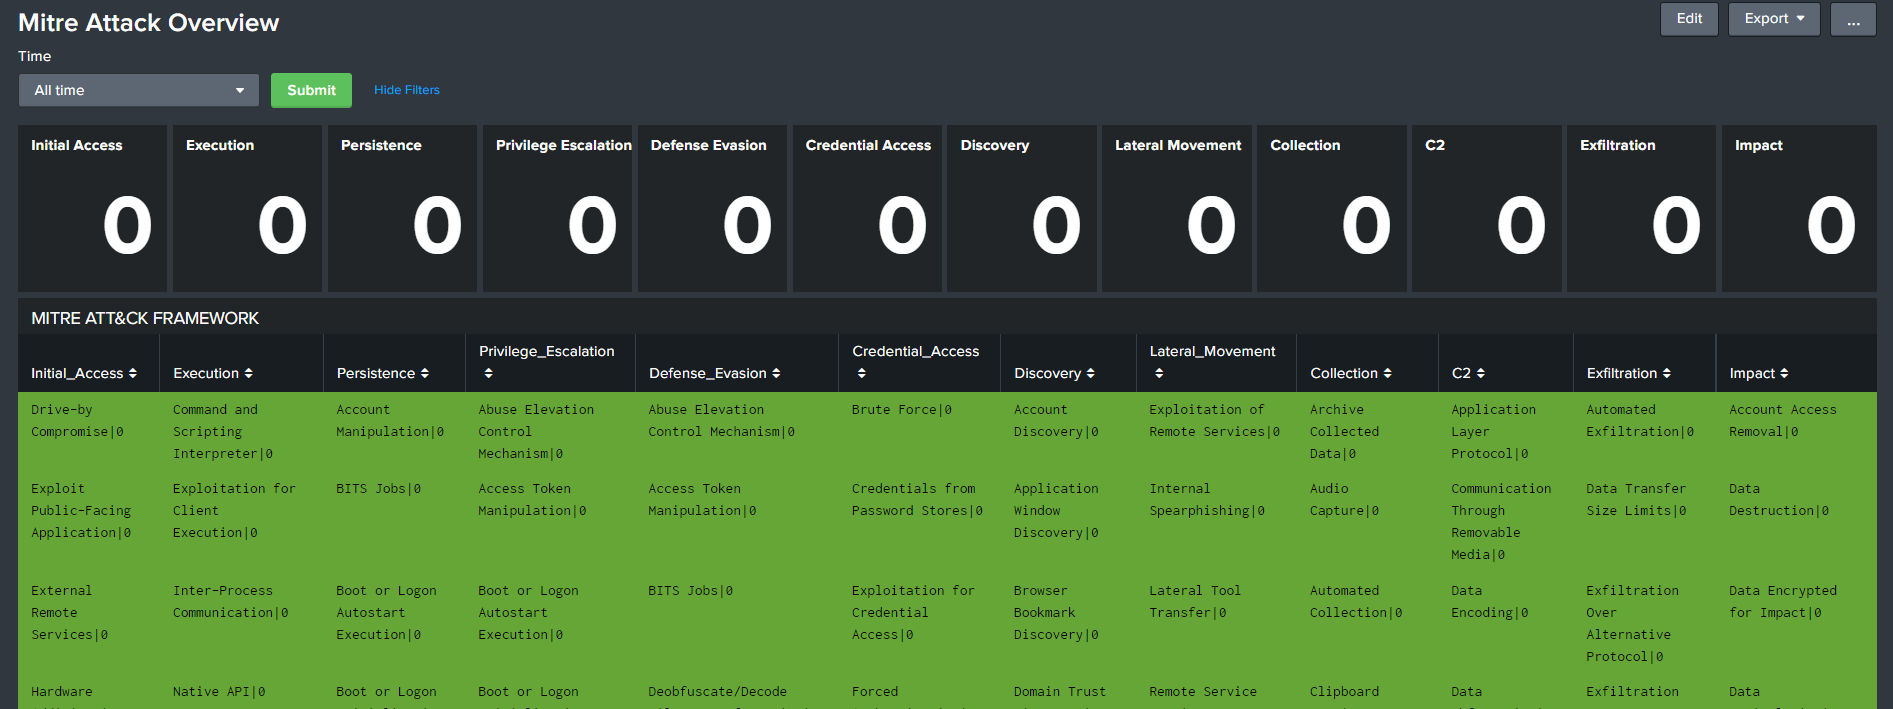 Mitre Attack Overview
Edit
Export
...
Time
All time
Submit
Hide Filters
Initial Access
Execution
Persistence
Privilege Escalation
Defense Evasion
Credential Access
Discovery
Lateral Movement
Collection
C2
Exfiltration
Impact
0
0
0
0
0
0
0
0
0
0
0
0
MITRE ATT&CK FRAMEWORK
Initial_Access
Execution
Persistence
Privilege_Escalation
Defense_Evasion
Credential_Access
Discovery
Lateral_Movement
Collection
C2
Exfiltration
Impact
Drive-by
Compromise|0
Command and
Scripting
Interpreter|0
Account
Manipulation|0
Abuse Elevation
Control
Mechanism|0
Abuse Elevation
Control Mechanism|0
Brute Force|0
Account
Discovery|0
Exploitation of
Remote Services|0
Archive
Collected
Data|0
Application
Layer
Protocol|0
Automated
Exfiltration|0
Account Access
Removal|0
Exploit
Public-Facing
Application|0
Exploitation for
Client
Execution|0
BITS Jobs|0
Access Token
Manipulation|0
Access Token
Manipulation|0
Credentials from
Password Stores|0
Application
Window
Discovery|0
Internal
Spearphishing|0
Audio
Capture|0
Communication
Through
Removable
Media|0
Data Transfer
Size Limits|0
Data
Destruction|0
External
Remote
Services|0
Inter-Process
Communication|0
Boot or Logon
Autostart
Execution|0
Boot or Logon
Autostart
Execution|0
BITS Jobs|0
Exploitation for
Credential
Access|0
Browser
Bookmark
Discovery|0
Lateral Tool
Transfer|0
Automated
Collection|0
Data
Encoding|0
Exfiltration
Over
Alternative
Protocol|0
Data Encrypted
for Impact|0
Hardware
Native API|0
Boot or Logon
Boot or Logon
Deobfuscate/Decode
Forced
Domain Trust
Remote Service
Clipboard
Data
Exfiltration
Data